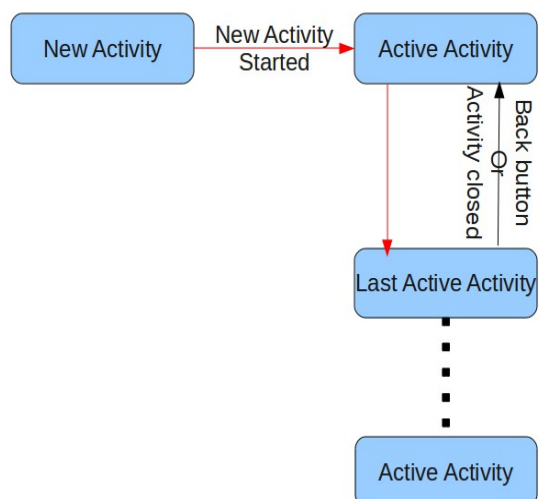 New Activity
New Activity
Started
Active Activity
Back button
Or
Activity closed
Last Active Activity
Active Activity